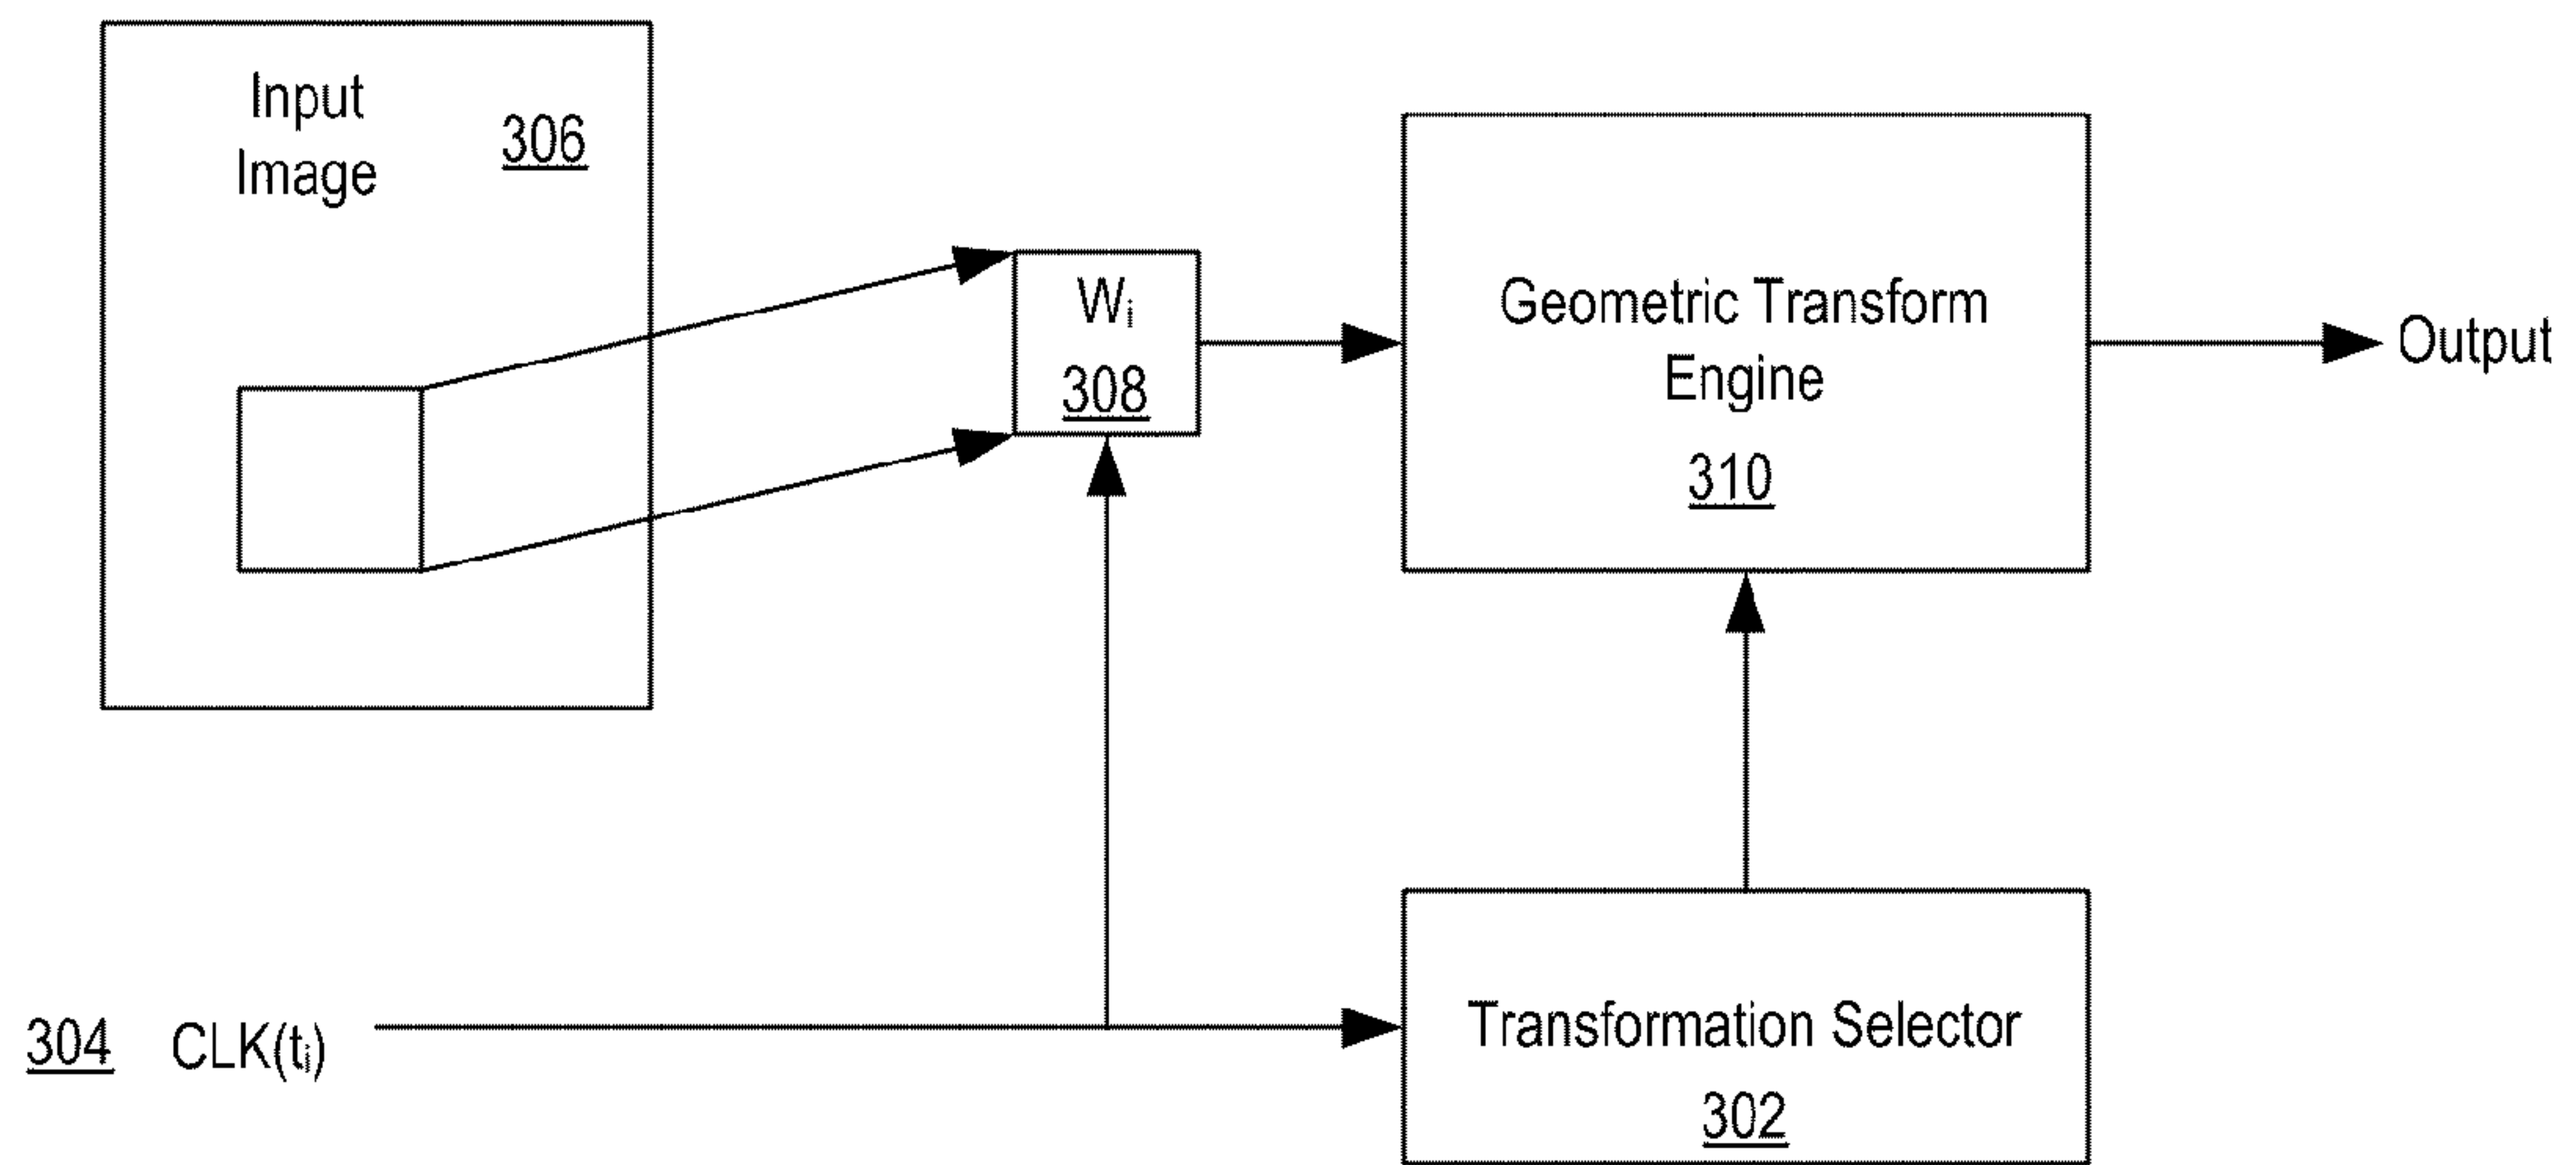 Input
Image
306
Wi
308
Geometric Transform
Engine
310
Output
304 CLK(ti)
Transformation Selector
302